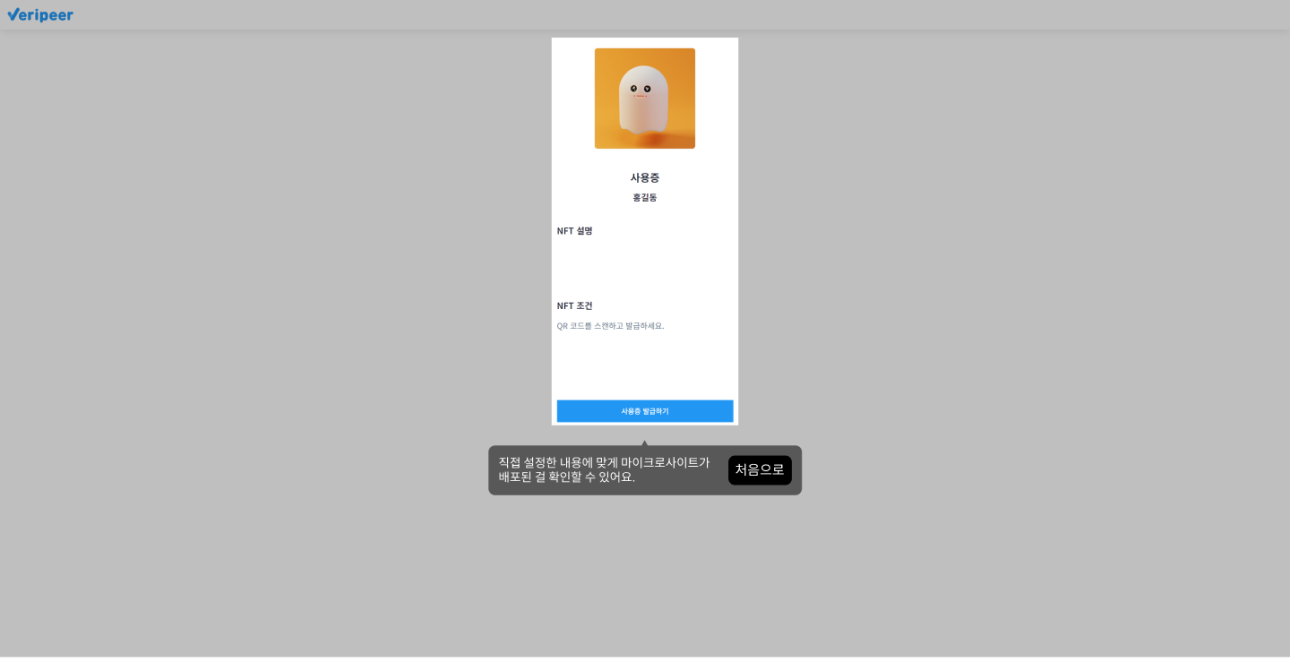 Veripeer
사용중
홍길동
NFT 설명
NFT 조건
QR 코드를 스캔하고 발급하세요.
사용중 발급하기
직접 설정한 내용에 맞게 마이크로사이트가
배포된 걸 확인할 수 있어요.
처음으로